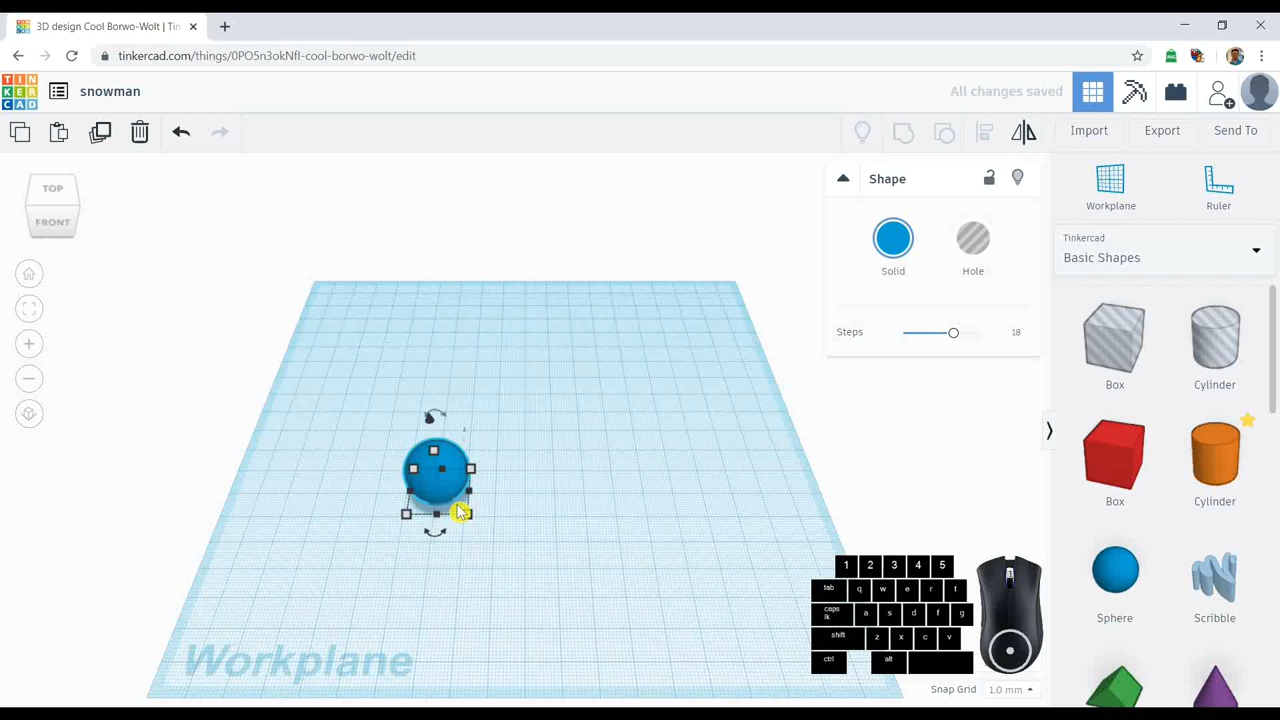 3D design Cool Borwo-Wolt | Tin
tinkercad.com/things/0PO5n3okNfI-cool-borwo-wolt/edit
TIN
KER
CAD
snowman
All changes saved
Import
Export
Send To
TOP
FRONT
Shape
Solid
Hole
Steps
18
Workplane
Ruler
Tinkercad
Basic Shapes
Box
Cylinder
Box
Cylinder
Sphere
Scribble
Workplane
1 2 3 4 5
tab q w e r t
caps
lk a s d f g
shift z x c v
ctrl alt
Snap Grid 1.0 mm